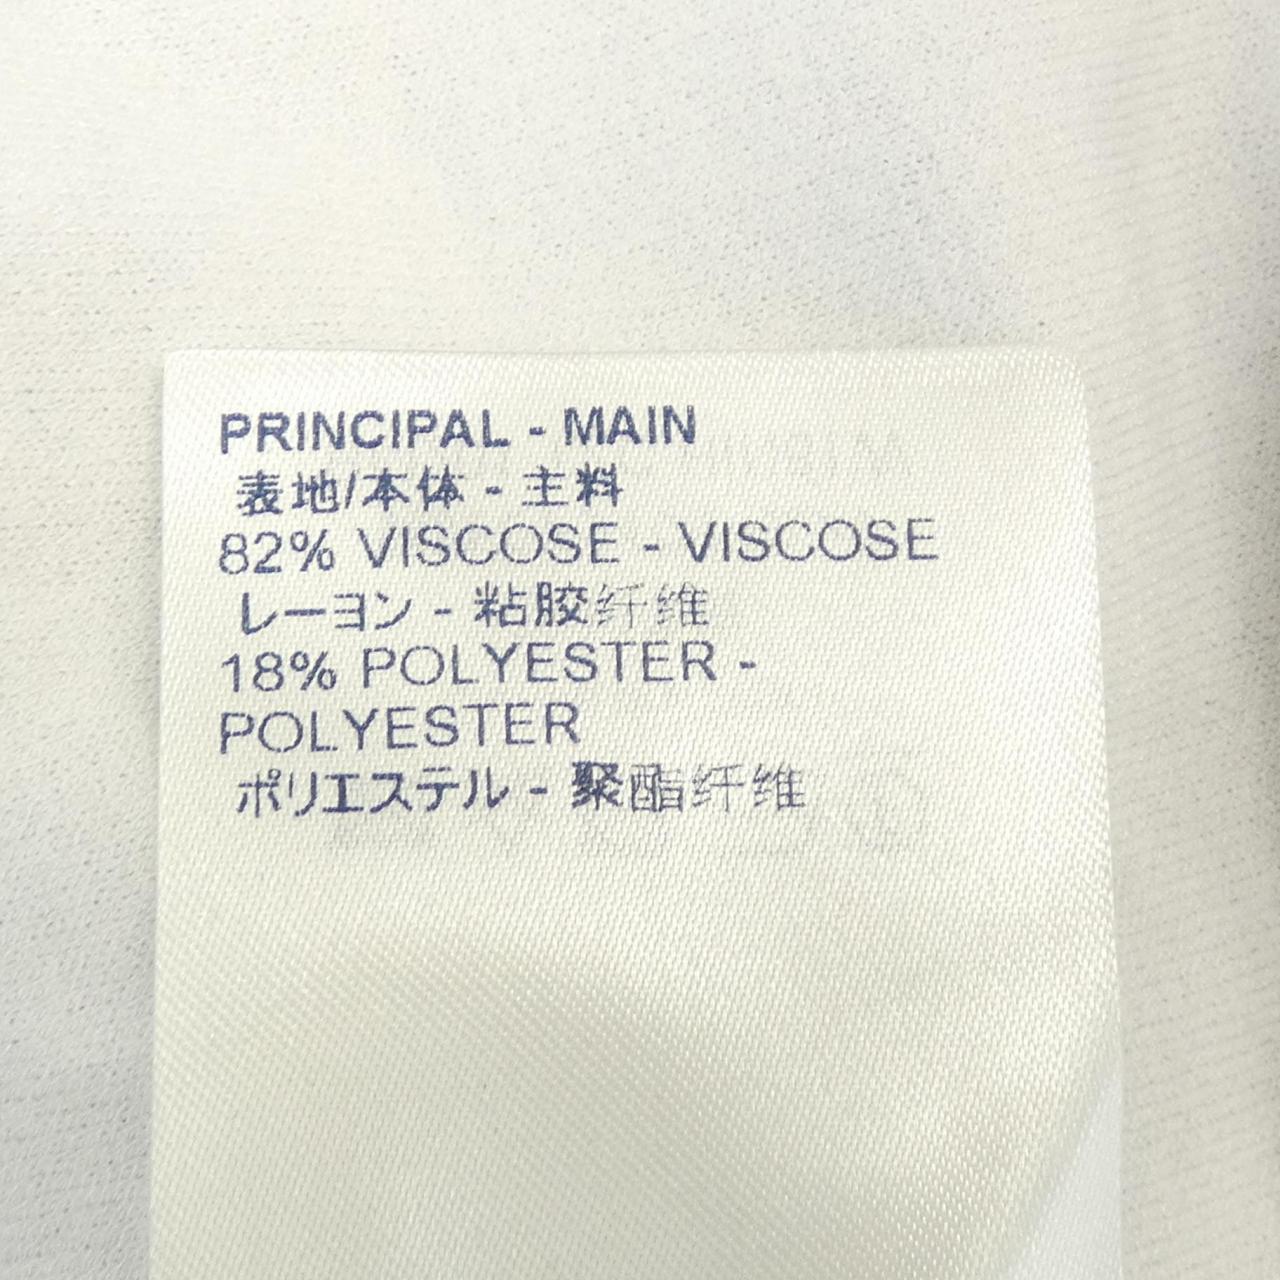 PRINCIPAL - MAIN
表地/本体 - 主料
82% VISCOSE - VISCOSE
レーヨン - 粘胶纤维
18% POLYESTER -
POLYESTER
ポリエステル - 聚酯纤维